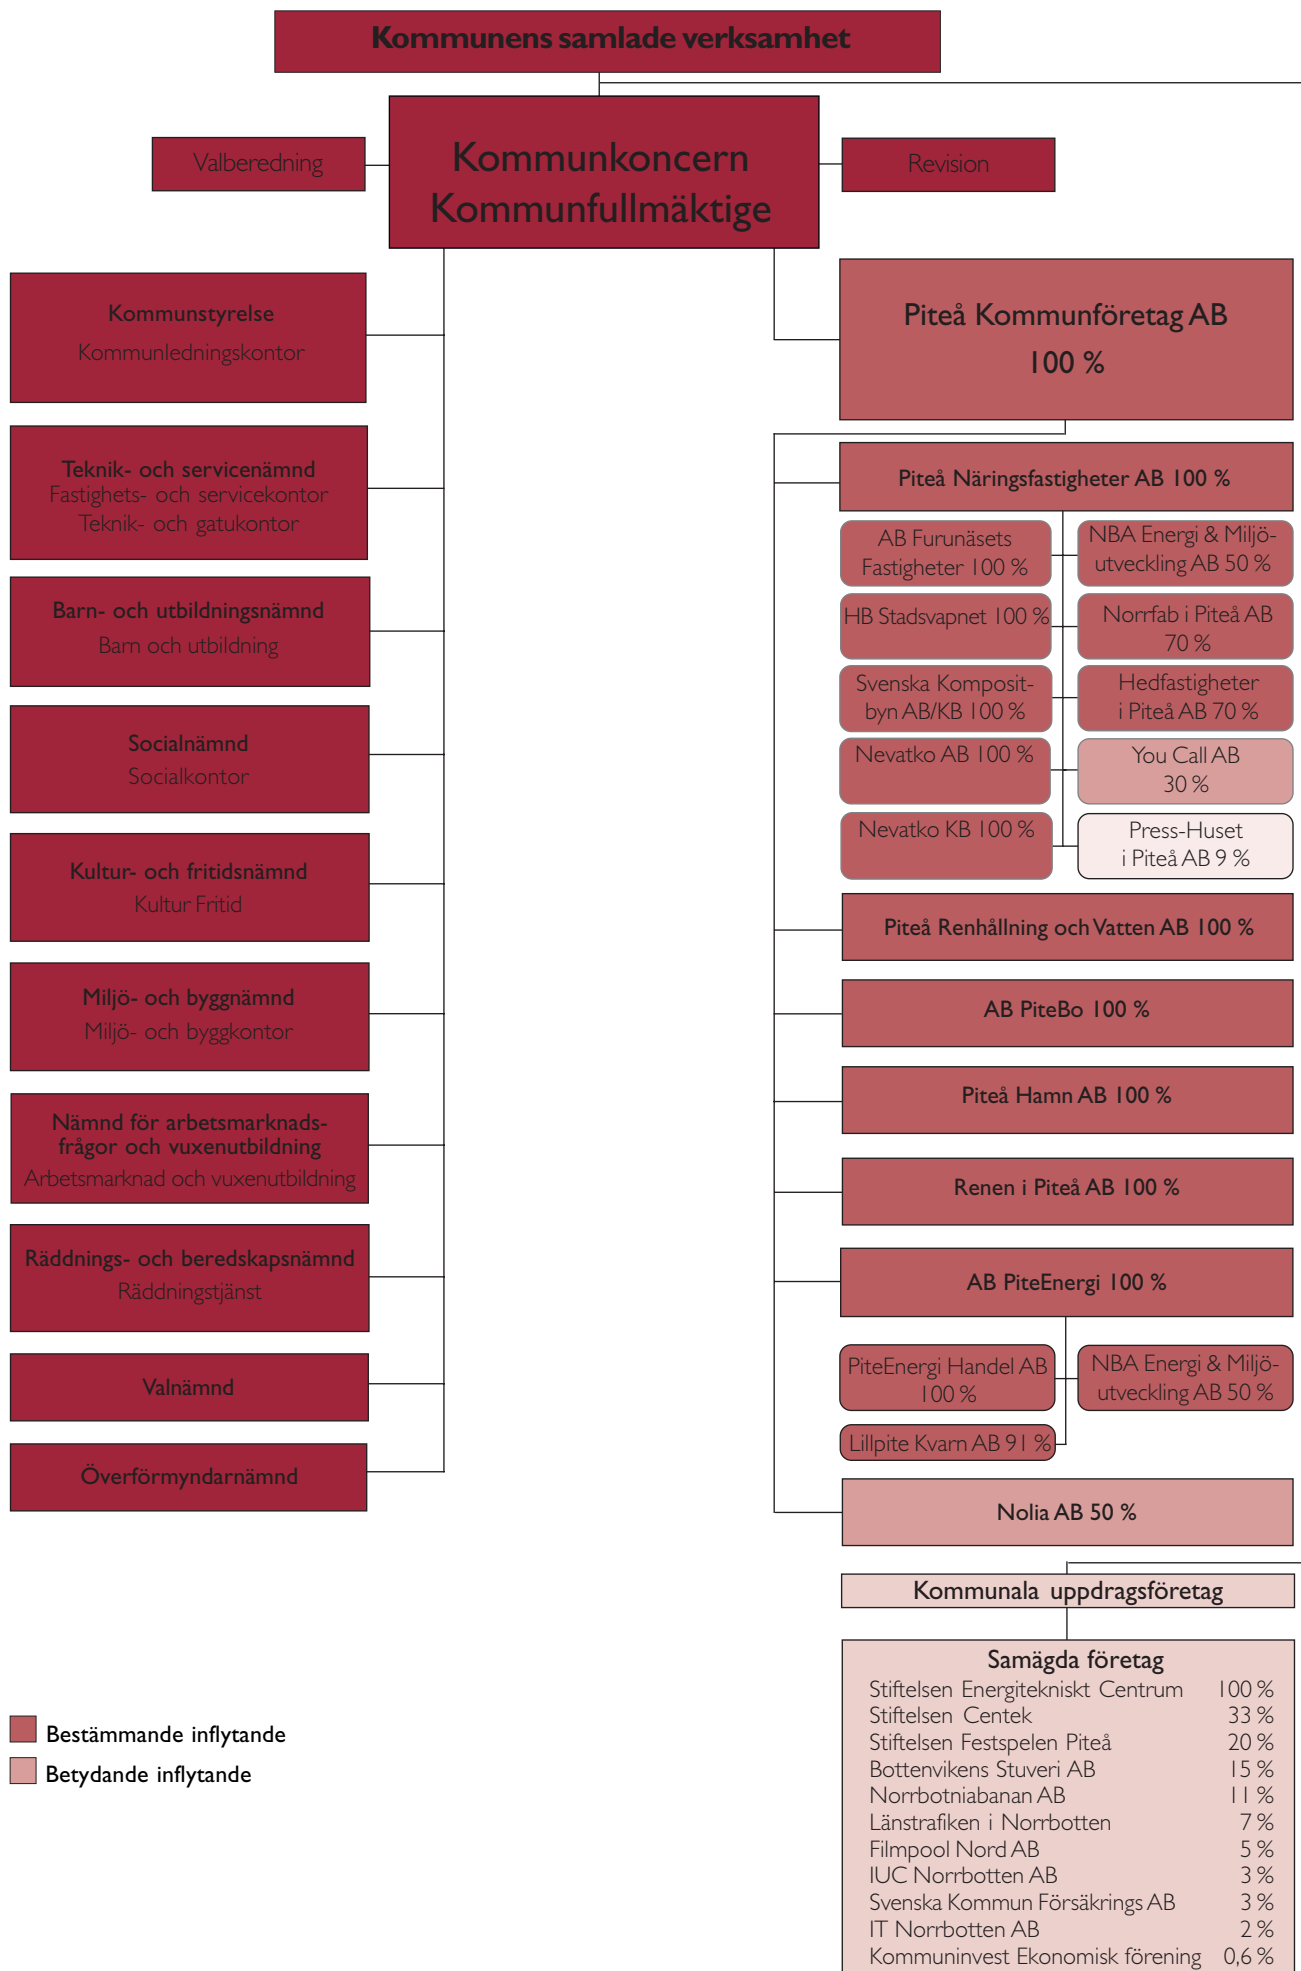 Kommunens samlade verksamhet
Kommunkoncern
Kommunfullmäktige
Valberedning
Revision
Kommunstyrelse
Kommunledningskontor
Teknik- och servicenämnd
Fastighets- och servicekontor
Teknik- och gatukontor
Barn- och utbildningsnämnd
Barn och utbildning
Socialnämnd
Socialkontor
Kultur- och fritidsnämnd
Kultur Fritid
Miljö- och byggnämnd
Miljö- och byggkontor
Nämnd för arbetsmarknads-
frågor och vuxenutbildning
Arbetsmarknad och vuxenutbildning
Räddnings- och beredskapsnämnd
Räddningstjänst
Valnämnd
Överförmyndarnämnd
Piteå Kommunföretag AB
100 %
Piteå Näringsfastigheter AB 100 %
AB Furunäsets
Fastigheter 100 %
NBA Energi & Miljö-
utveckling AB 50 %
HB Stadsvapnet 100 %
Norrfab i Piteå AB
70 %
Svenska Komposit-
byn AB/KB 100 %
Hedfastigheter
i Piteå AB 70 %
Nevatko AB 100 %
You Call AB
30 %
Nevatko KB 100 %
Press-Huset
i Piteå AB 9 %
Piteå Renhållning och Vatten AB 100 %
AB PiteBo 100 %
Piteå Hamn AB 100 %
Renen i Piteå AB 100 %
AB PiteEnergi 100 %
PiteEnergi Handel AB
100 %
NBA Energi & Miljö-
utveckling AB 50 %
Lillpite Kvarn AB 91 %
Nolia AB 50 %
Kommunala uppdragsföretag
Samägda företag
Stiftelsen Energitekniskt Centrum 100 %
Stiftelsen Centek 33 %
Stiftelsen Festspelen Piteå 20 %
Bottenvikens Stuveri AB 15 %
Norrbotniabanan AB 11 %
Länstrafiken i Norrbotten 7 %
Filmpool Nord AB 5 %
IUC Norrbotten AB 3 %
Svenska Kommun Försäkrings AB 3 %
IT Norrbotten AB 2 %
Kommuninvest Ekonomisk förening 0,6 %
Bestämmande inflytande
Betydande inflytande